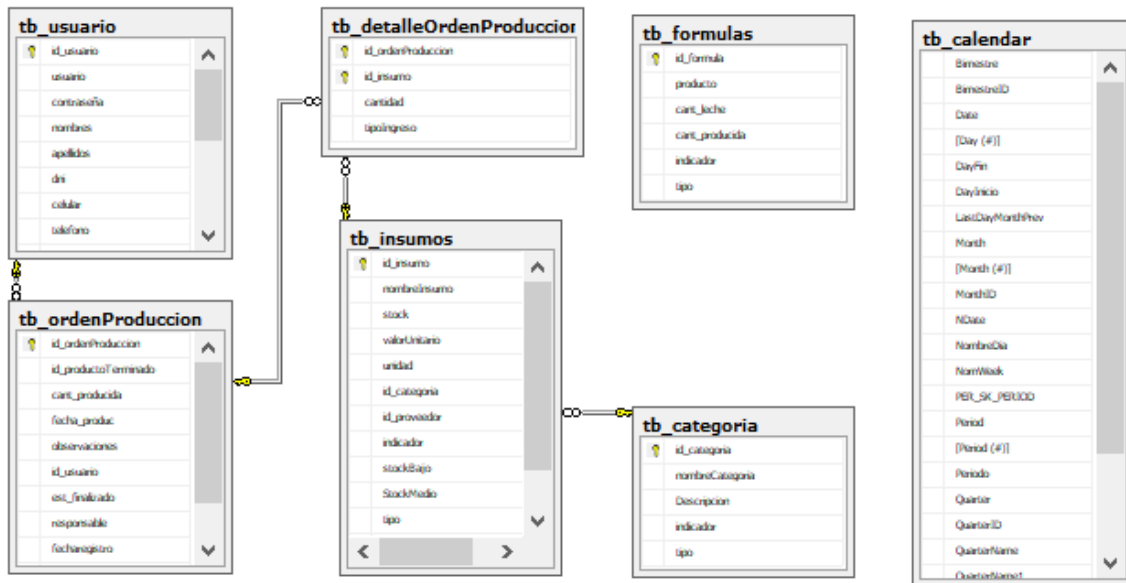 tb_usuario
id_usuario
usuario
contraseña
nombres
apellidos
dni
celular
telefono
tb_detalleOrdenProduccion
id_ordenProduccion
id_insumo
cantidad
tipoIngreso
tb_formulas
id_formula
producto
cant_leche
cant_producida
indicador
tipo
tb_calendar
Bimestre
BimestreID
Date
[Day (#)]
DayFin
DayInicio
LastDayMonthPrev
Month
[Month (#)]
MonthID
NDate
NombreDia
NomWeek
PER_SK_PERIOD
Period
[Period (#)]
Periodo
Quarter
QuarterID
QuarterName
QuarterName1
tb_ordenProduccion
id_ordenProduccion
id_productoTerminado
cant_producida
fecha_produc
observaciones
id_usuario
est_finalizado
responsable
fecharegistro
tb_insumos
id_insumo
nombreInsumo
stock
valorUnitario
unidad
id_categoria
id_proveedor
indicador
stockBajo
StockMedio
tipo
tb_categoria
id_categoria
nombreCategoria
Descripcion
indicador
tipo